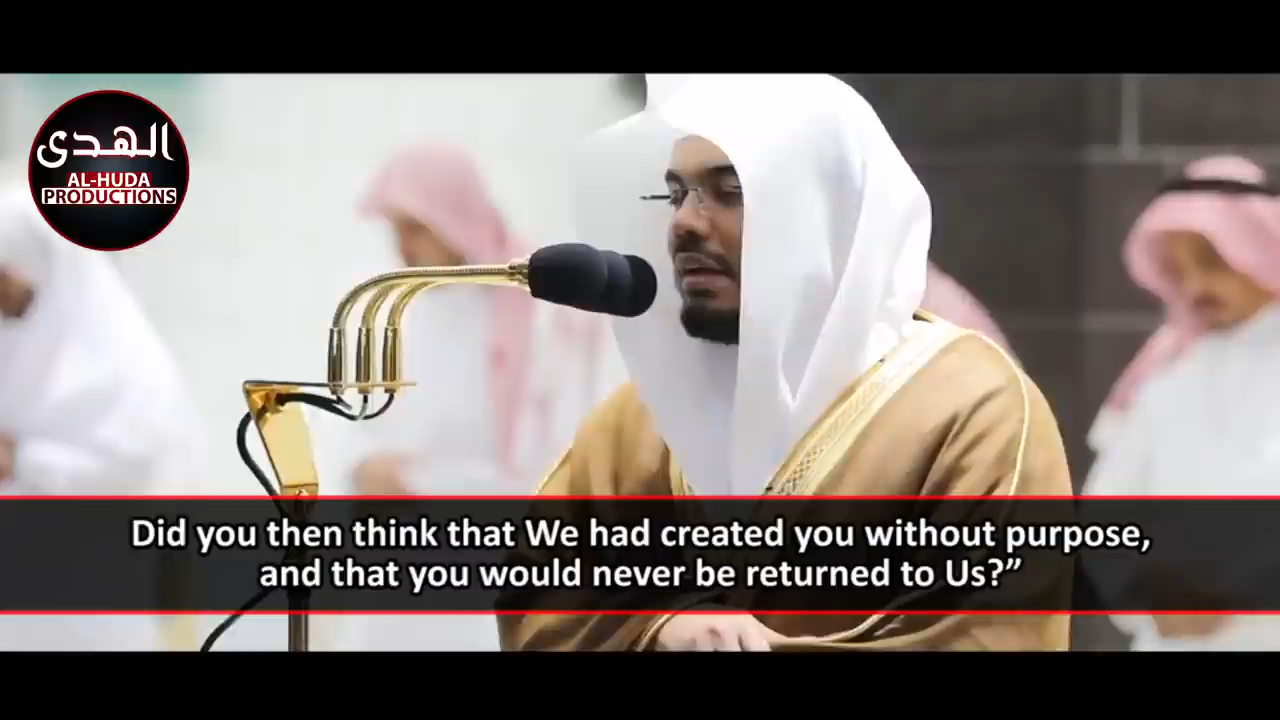 الهدى
AL-HUDA
PRODUCTIONS
Did you then think that We had created you without purpose,
and that you would never be returned to Us?”